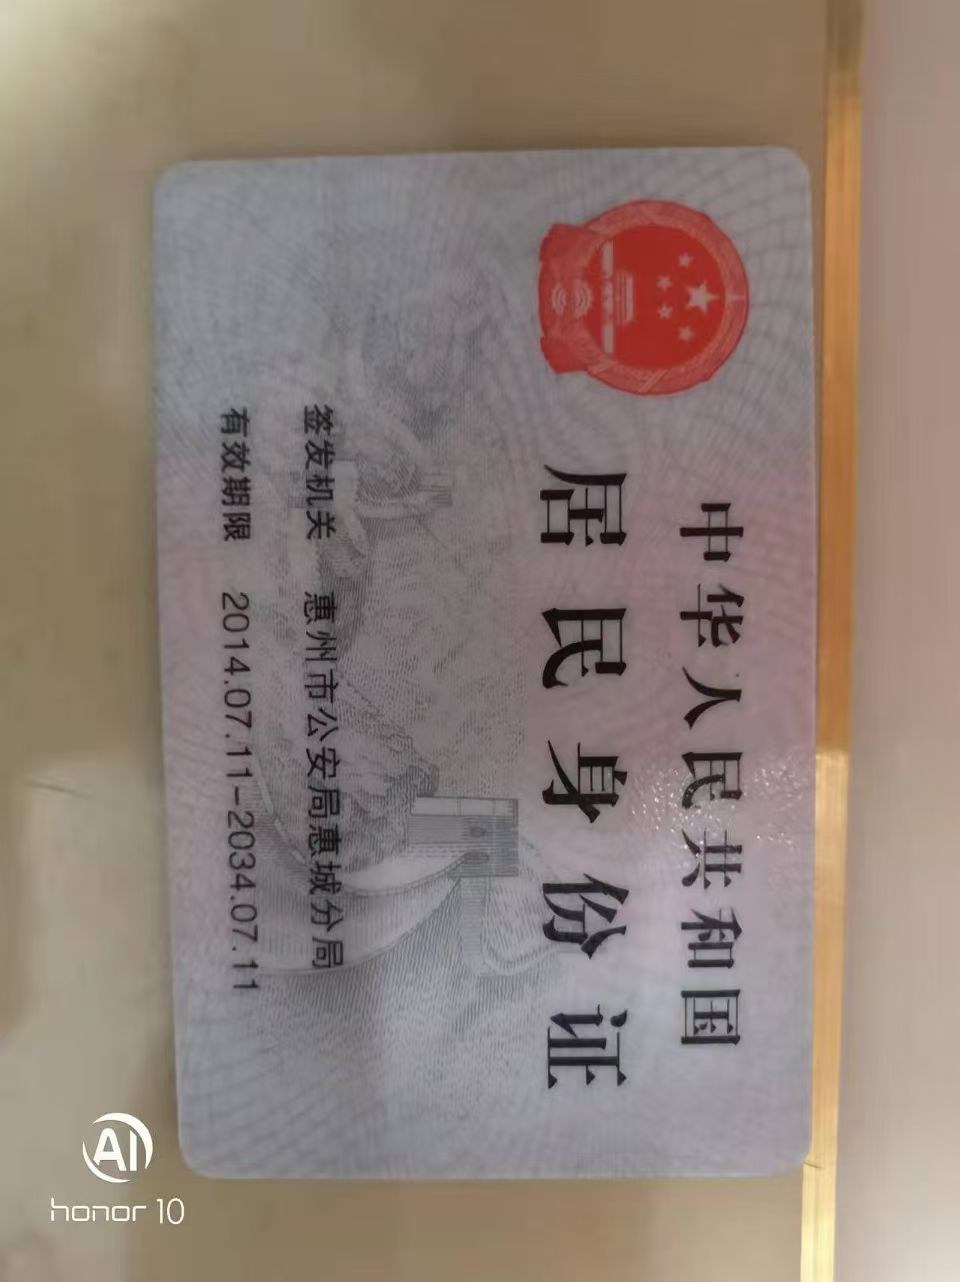 中华人民共和国
居民身份证
签发机关 惠州市公安局惠城分局
有效期限 2014.07.11-2034.07.11
AI
honor 10